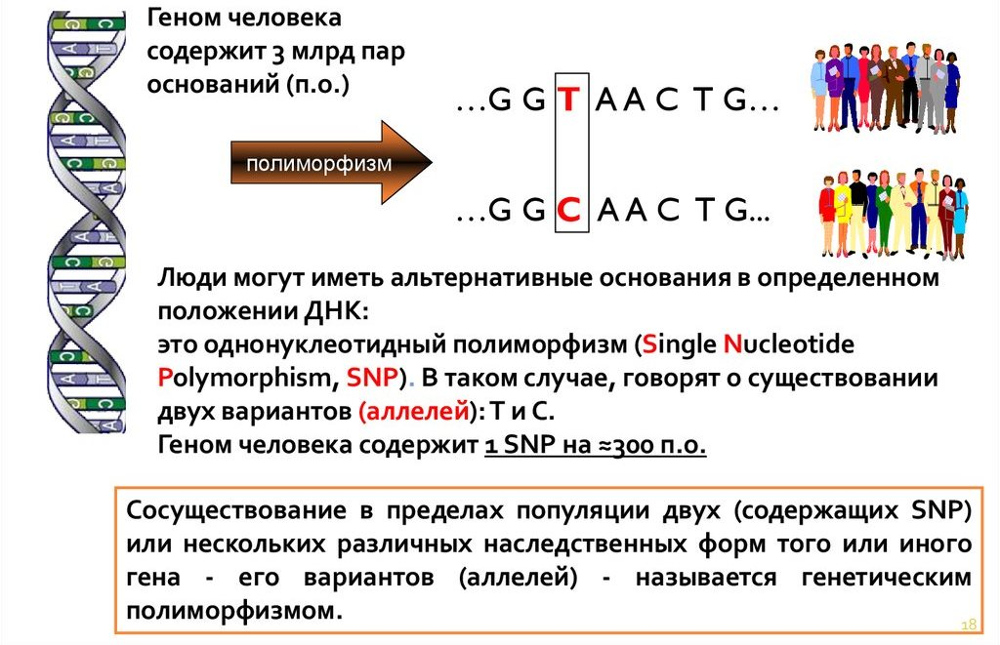 Геном человека
содержит 3 млрд пар
оснований (п.о.)
…G G T A A C T G…
полиморфизм
…G G C A A C T G...
Люди могут иметь альтернативные основания в определенном
положении ДНК:
это однонуклеотидный полиморфизм (Single Nucleotide
Polymorphism, SNP). В таком случае, говорят о существовании
двух вариантов (аллелей): Т и С.
Геном человека содержит 1 SNP на ≈300 п.о.
Сосуществование в пределах популяции двух (содержащих SNP)
или нескольких различных наследственных форм того или иного
гена - его вариантов (аллелей) - называется генетическим
полиморфизмом.
18